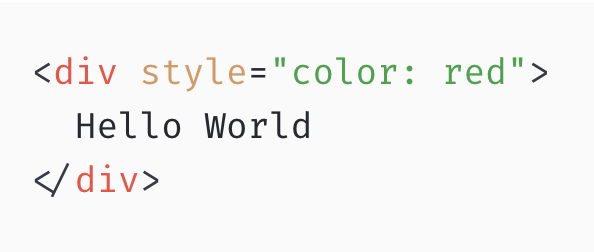 <div style="color: red">
  Hello World
</div>